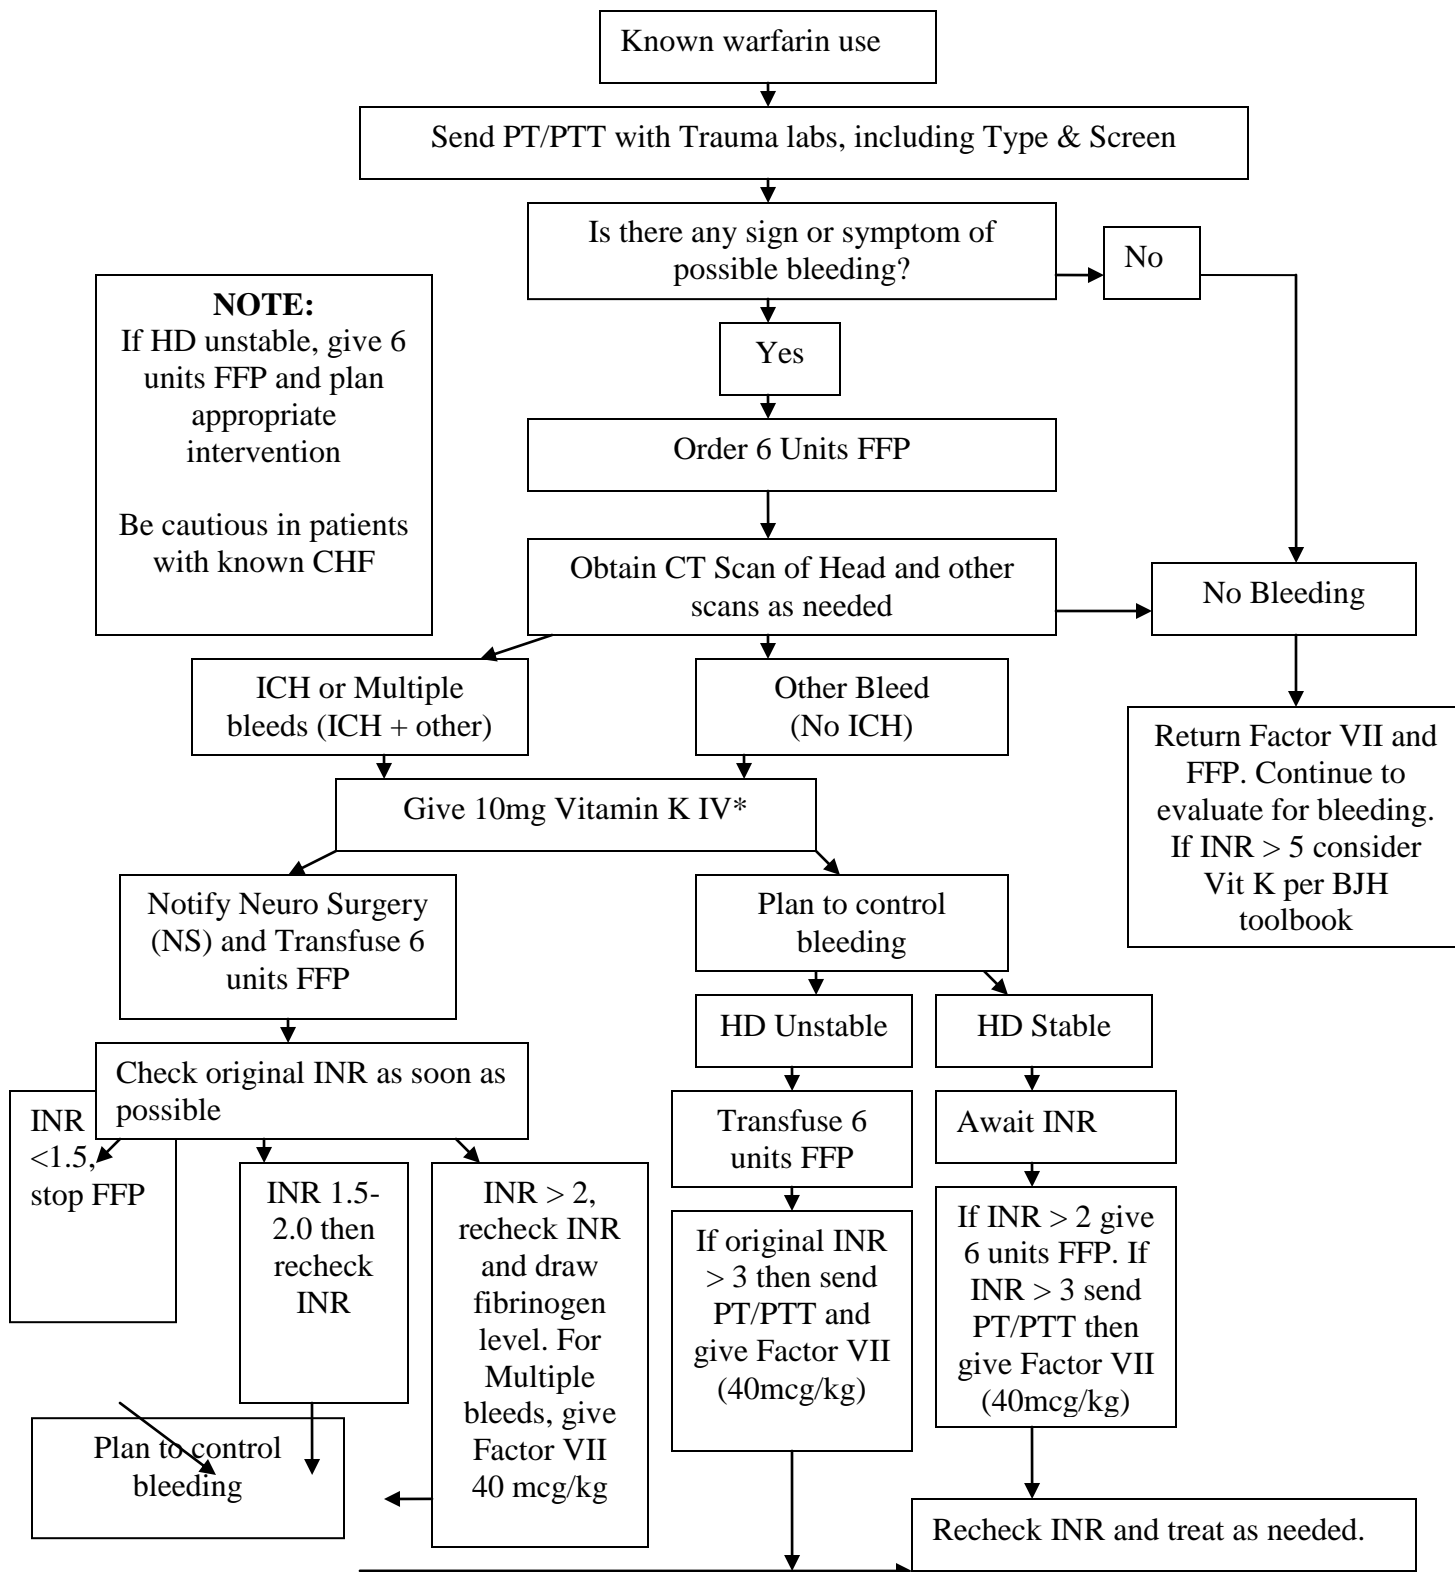 Known warfarin use
Send PT/PTT with Trauma labs, including Type & Screen
Is there any sign or symptom of
possible bleeding?
No
NOTE:
If HD unstable, give 6
units FFP and plan
appropriate
intervention
Be cautious in patients
with known CHF
Yes
Order 6 Units FFP
Obtain CT Scan of Head and other
scans as needed
No Bleeding
ICH or Multiple
bleeds (ICH + other)
Other Bleed
(No ICH)
Return Factor VII and
FFP. Continue to
evaluate for bleeding.
If INR > 5 consider
Vit K per BJH
toolbook
Give 10mg Vitamin K IV*
Notify Neuro Surgery
(NS) and Transfuse 6
units FFP
Plan to control
bleeding
HD Unstable
HD Stable
Check original INR as soon as
possible
Transfuse 6
units FFP
Await INR
INR
<1.5,
stop FFP
INR 1.5-
2.0 then
recheck
INR
INR > 2,
recheck INR
and draw
fibrinogen
level. For
Multiple
bleeds, give
Factor VII
40 mcg/kg
If original INR
> 3 then send
PT/PTT and
give Factor VII
(40mcg/kg)
If INR > 2 give
6 units FFP. If
INR > 3 send
PT/PTT then
give Factor VII
(40mcg/kg)
Plan to control
bleeding
Recheck INR and treat as needed.